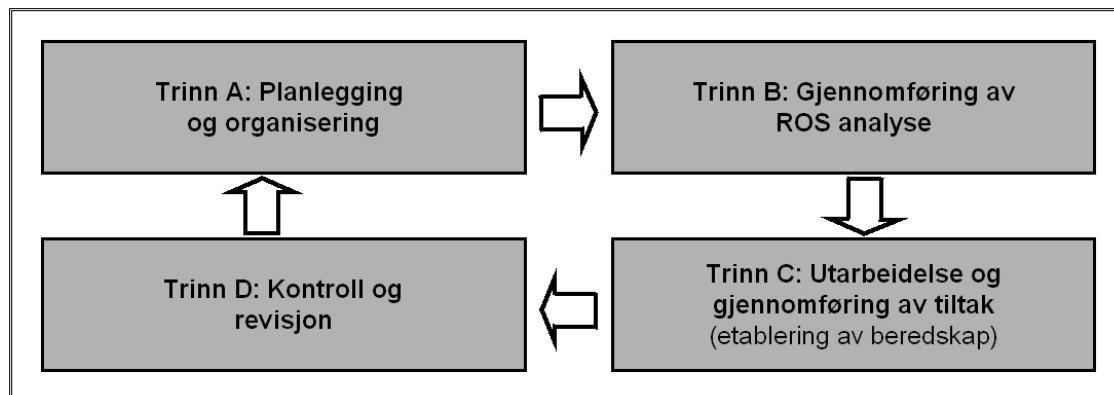 Trinn A: Planlegging
og organisering
Trinn B: Gjennomføring av
ROS analyse
Trinn D: Kontroll og
revisjon
Trinn C: Utarbeidelse og
gjennomføring av tiltak
(etablering av beredskap)